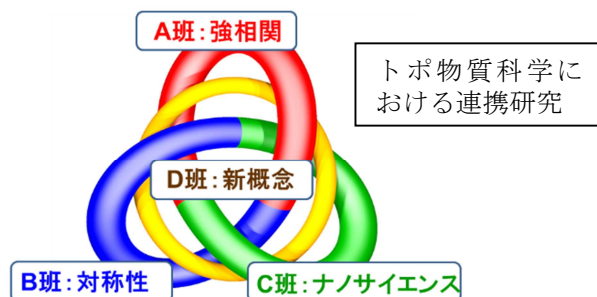 A班:強相関
トポ物質科学に
おける連携研究
D班:新概念
B班:対称性
C班:ナノサイエンス